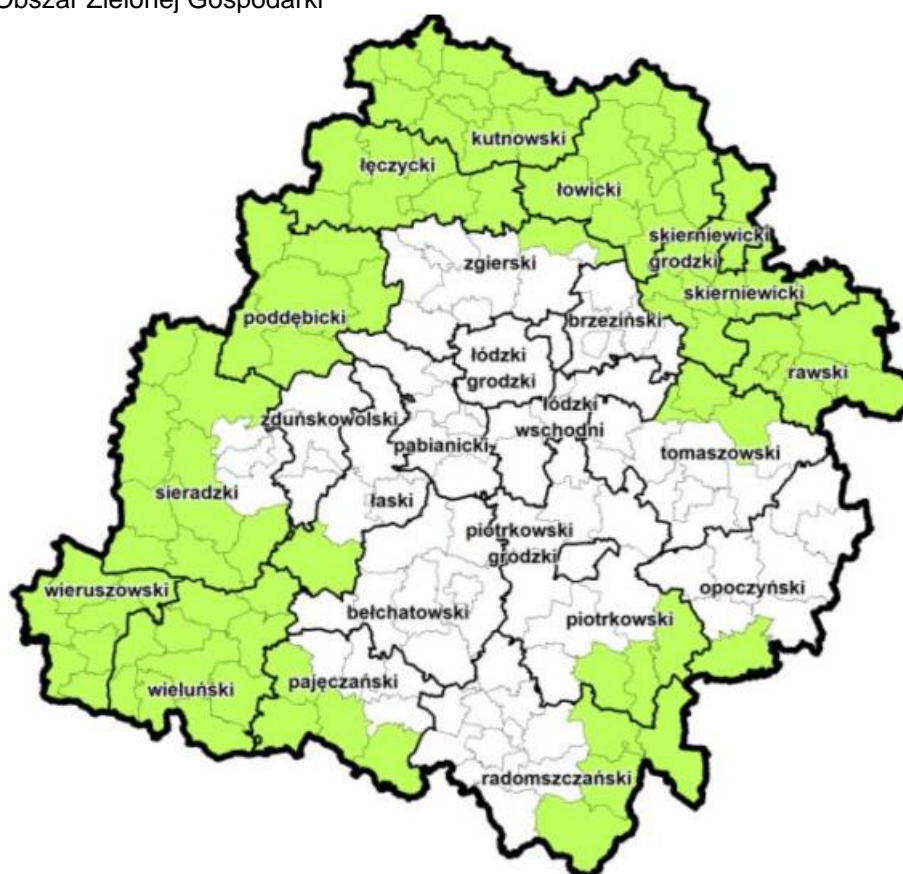 Obszar Zielonej Gospodarki
kutnowski
łęczycki
łowicki
skierniewicki
grodzki
zgierski
skierniewicki
poddębicki
brzeziński
łódzki
grodzki
rawski
łódzki
wschodni
zduńskowolski
pabianicki
tomaszowski
sieradzki
łaski
piótrkowski
grodzki
wieruszowski
opoczyński
bełchatowski
piotrkowski
wieluński
pajęczański
radomszczański